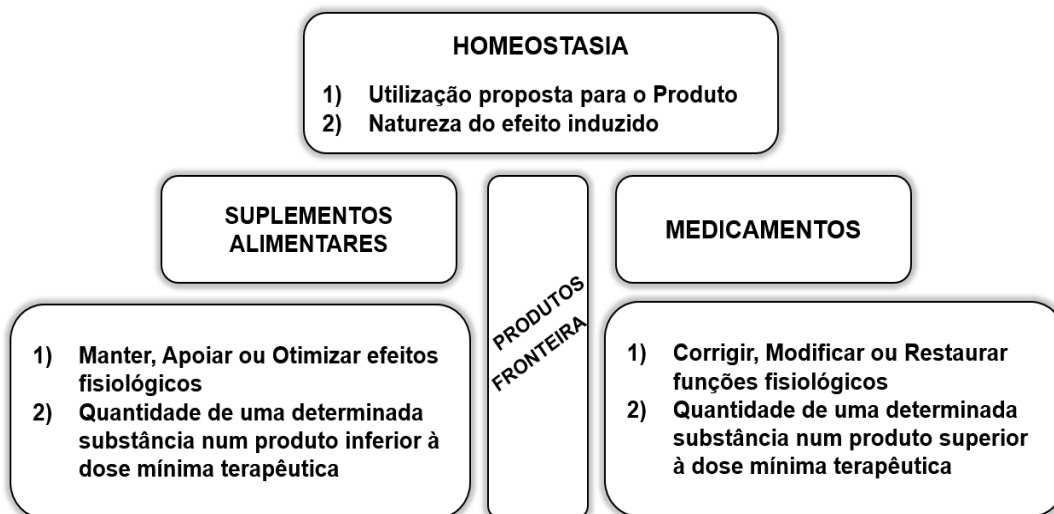 HOMEOSTASIA
1) Utilização proposta para o Produto
2) Natureza do efeito induzido
SUPLEMENTOS
ALIMENTARES
PRODUTOS
FRONTEIRA
MEDICAMENTOS
1) Manter, Apoiar ou Otimizar efeitos
fisiológicos
2) Quantidade de uma determinada
substância num produto inferior à
dose mínima terapêutica
1) Corrigir, Modificar ou Restaurar
funções fisiológicos
2) Quantidade de uma determinada
substância num produto superior
à dose mínima terapêutica